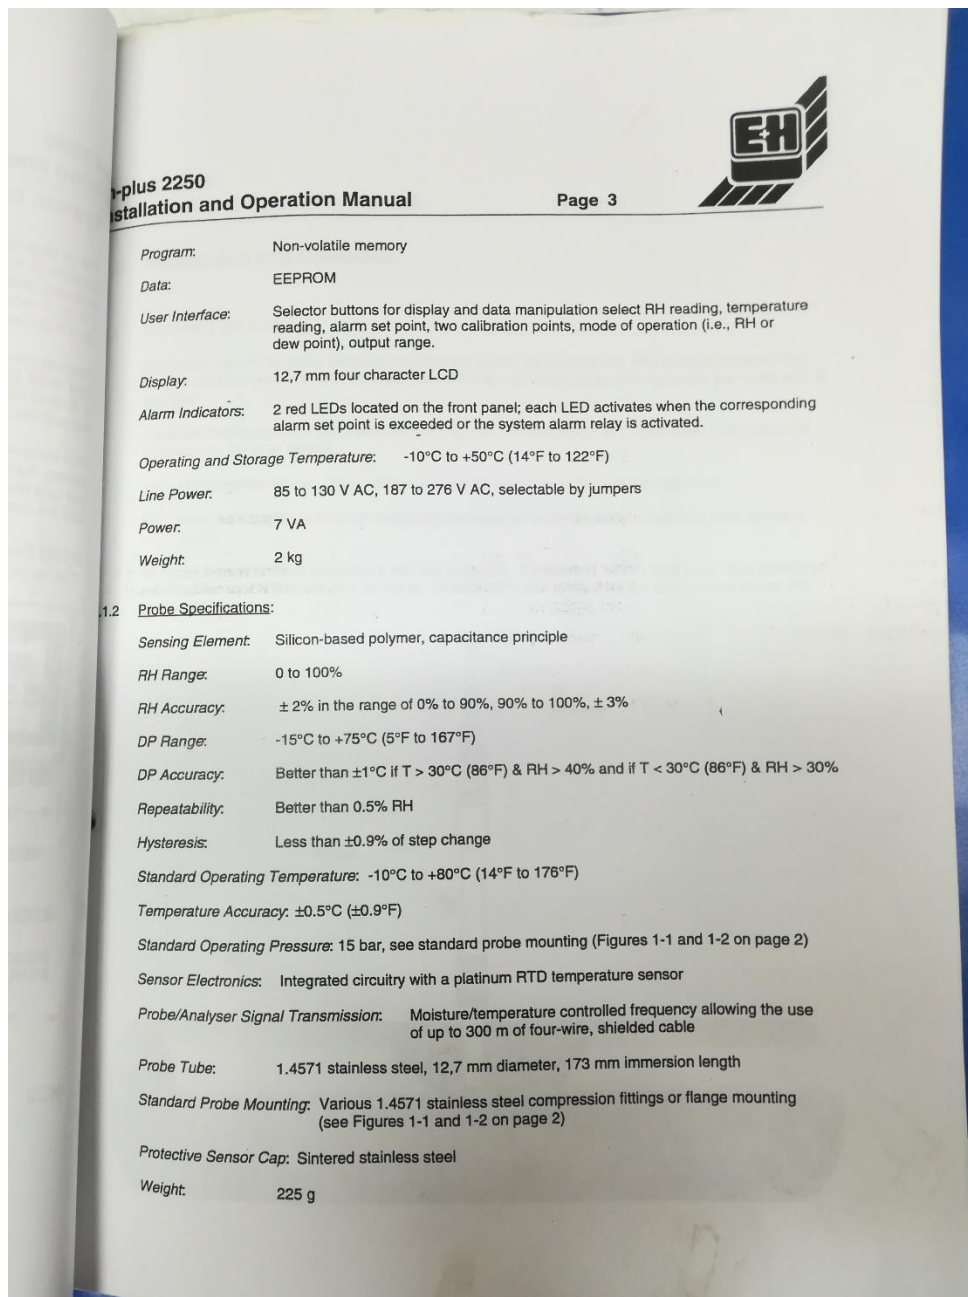 E+H
-plus 2250
stallation and Operation Manual Page 3
Program: Non-volatile memory
Data: EEPROM
User Interface: Selector buttons for display and data manipulation select RH reading, temperature
reading, alarm set point, two calibration points, mode of operation (i.e., RH or
dew point), output range.
Display: 12,7 mm four character LCD
Alarm Indicators: 2 red LEDs located on the front panel; each LED activates when the corresponding
alarm set point is exceeded or the system alarm relay is activated.
Operating and Storage Temperature: -10°C to +50°C (14°F to 122°F)
Line Power: 85 to 130 V AC, 187 to 276 V AC, selectable by jumpers
Power: 7 VA
Weight: 2 kg
.1.2 Probe Specifications:
Sensing Element: Silicon-based polymer, capacitance principle
RH Range: 0 to 100%
RH Accuracy: ± 2% in the range of 0% to 90%, 90% to 100%, ± 3%
DP Range: -15°C to +75°C (5°F to 167°F)
DP Accuracy: Better than ±1°C if T > 30°C (86°F) & RH > 40% and if T < 30°C (86°F) & RH > 30%
Repeatability: Better than 0.5% RH
Hysteresis: Less than ±0.9% of step change
Standard Operating Temperature: -10°C to +80°C (14°F to 176°F)
Temperature Accuracy: ±0.5°C (±0.9°F)
Standard Operating Pressure: 15 bar, see standard probe mounting (Figures 1-1 and 1-2 on page 2)
Sensor Electronics: Integrated circuitry with a platinum RTD temperature sensor
Probe/Analyser Signal Transmission: Moisture/temperature controlled frequency allowing the use
of up to 300 m of four-wire, shielded cable
Probe Tube: 1.4571 stainless steel, 12,7 mm diameter, 173 mm immersion length
Standard Probe Mounting: Various 1.4571 stainless steel compression fittings or flange mounting
(see Figures 1-1 and 1-2 on page 2)
Protective Sensor Cap: Sintered stainless steel
Weight: 225 g